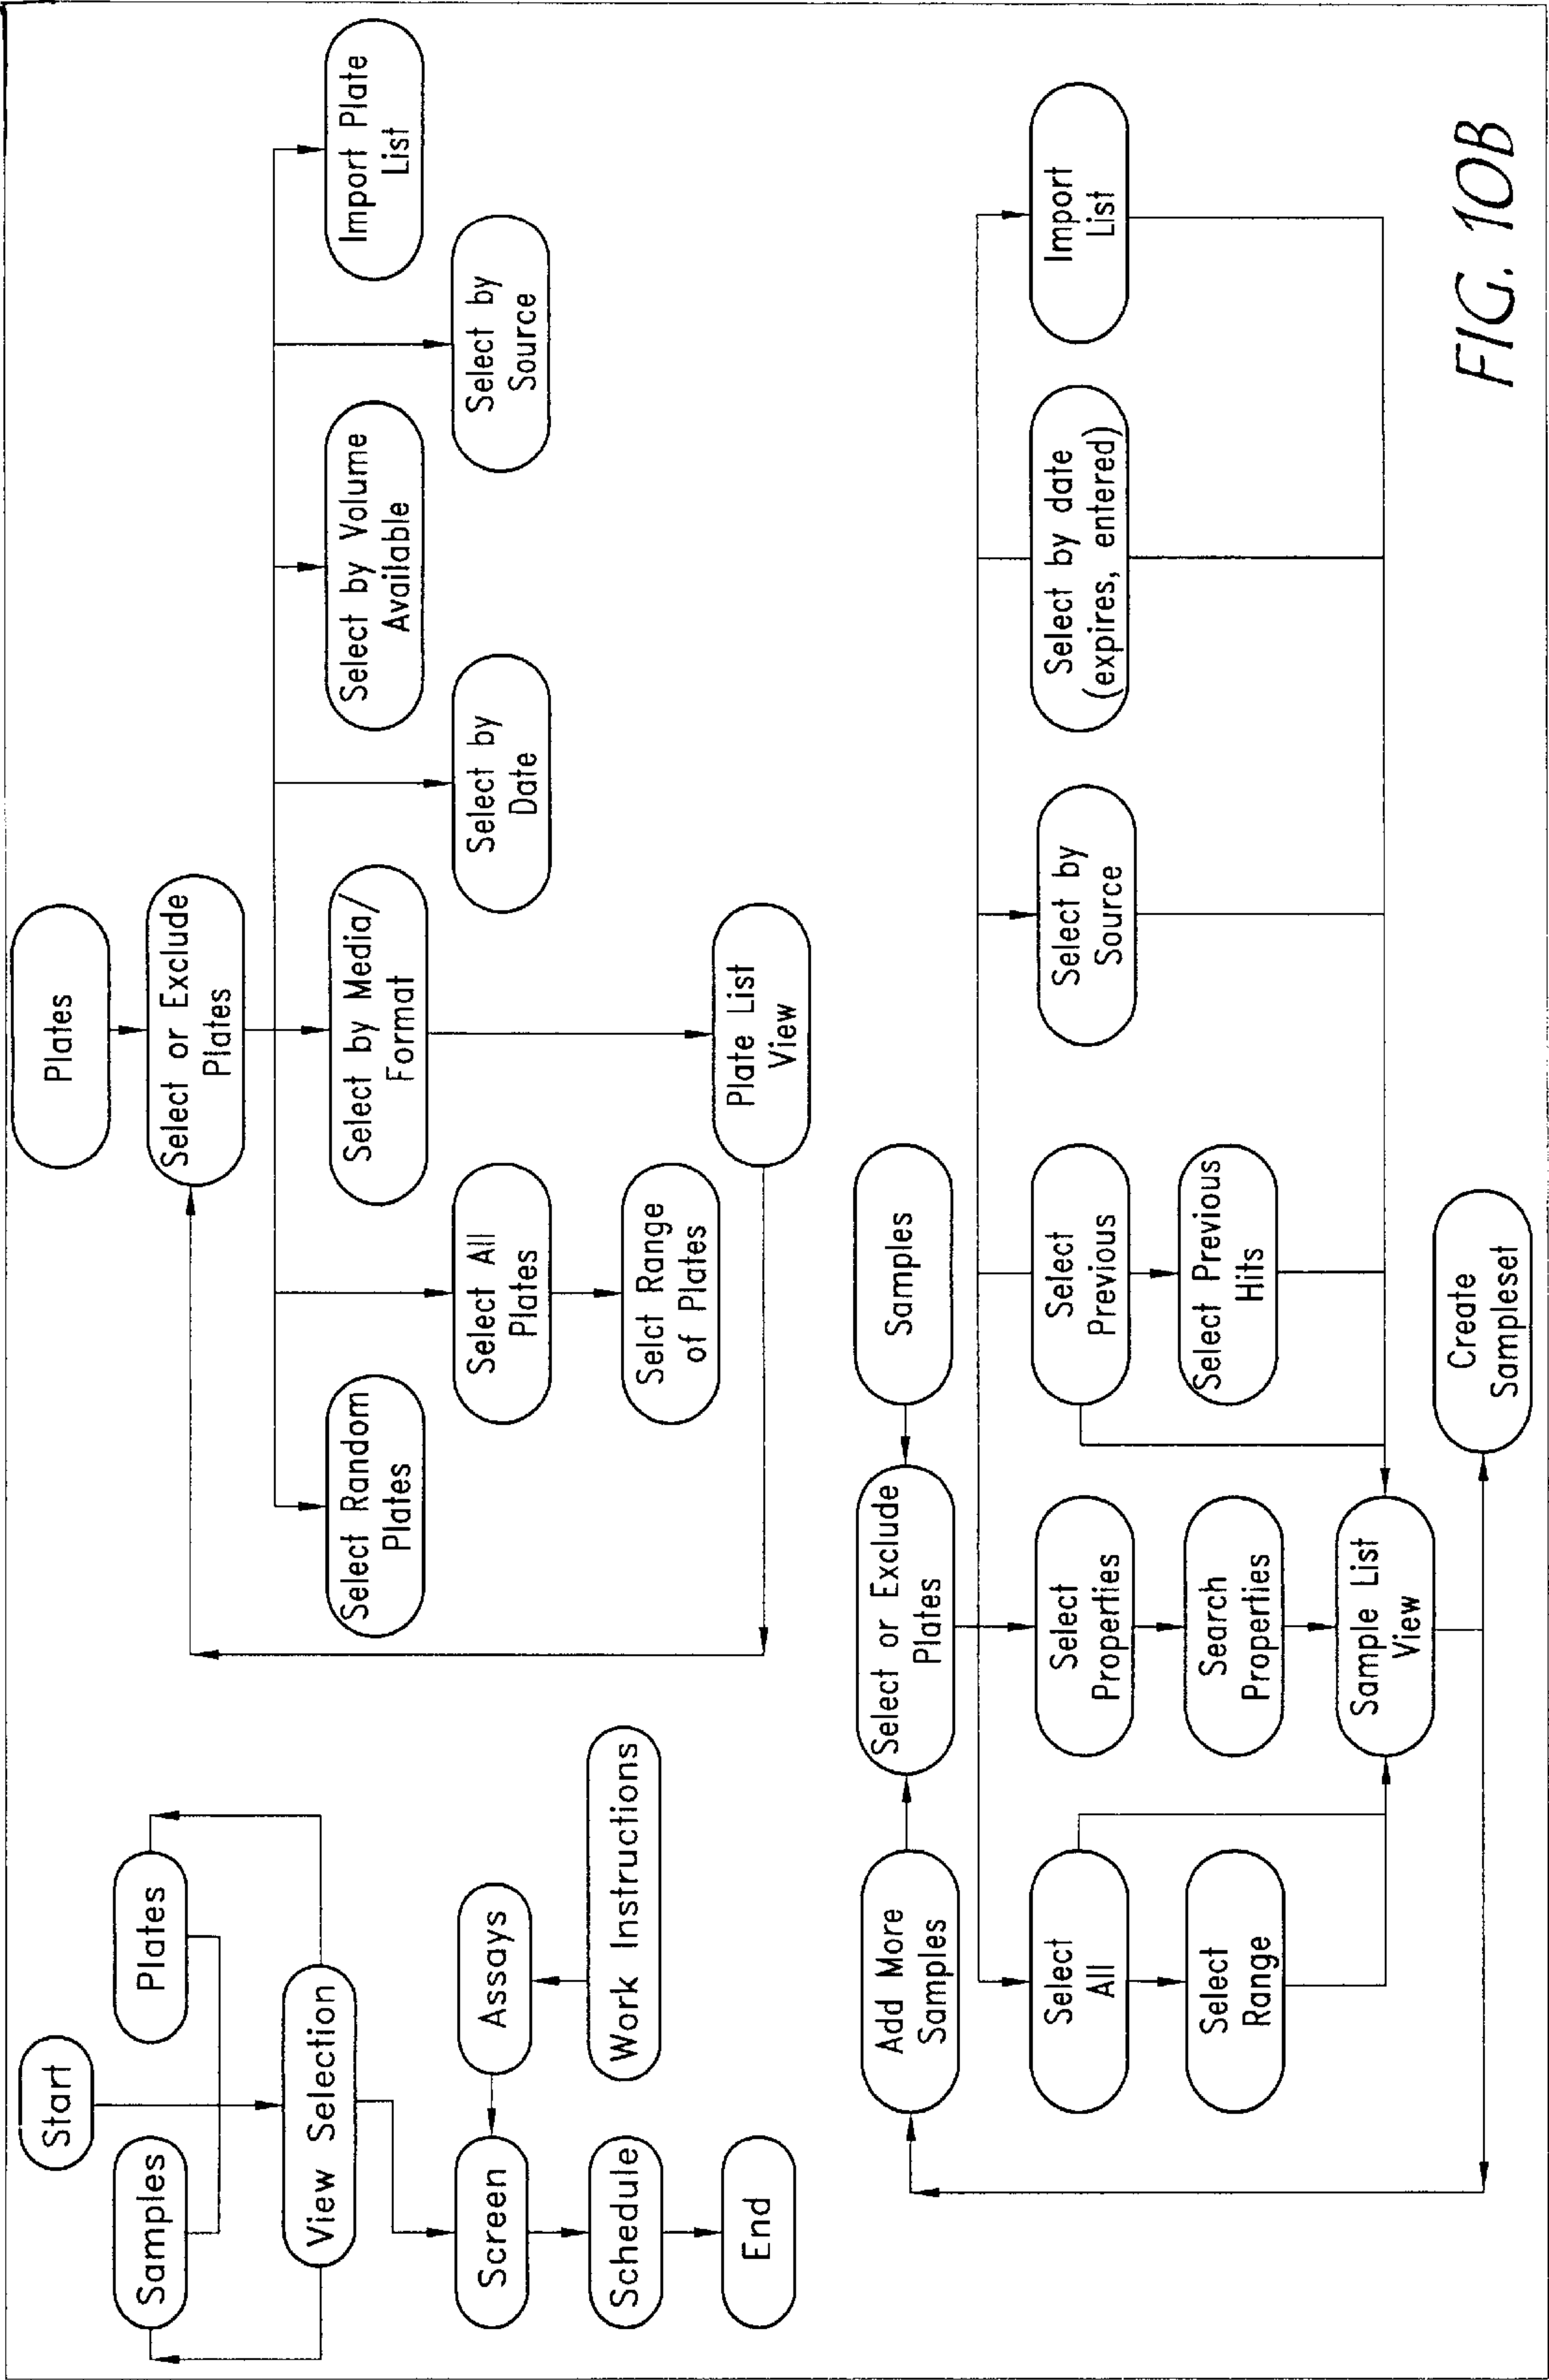 Start
Samples
Plates
View Selection
Screen
Assays
Schedule
Work Instructions
End
Plates
Select or Exclude
Plates
Select Random
Plates
Select by Media/
Format
Select by Volume
Available
Import Plate
List
Select All
Plates
Select by
Date
Select by
Source
Selct Range
of Plates
Plate List
View
Add More
Samples
Select or Exclude
Plates
Samples
Select
All
Select
Properties
Select
Previous
Select by
Source
Select by date
(expires, entered)
Import
List
Select
Range
Search
Properties
Select Previous
Hits
Sample List
View
Create
Sampleset
FIG. 10B